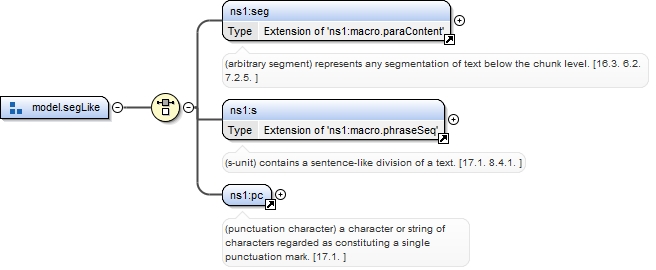 ns1:seg
Type Extension of 'ns1:macro.paraContent'
(arbitrary segment) represents any segmentation of text below the chunk level. [16.3. 6.2.
7.2.5. ]
model.segLike
ns1:s
Type Extension of 'ns1:macro.phraseSeq'
(s-unit) contains a sentence-like division of a text. [17.1. 8.4.1. ]
ns1:pc
(punctuation character) a character or string of
characters regarded as constituting a single
punctuation mark. [17.1. ]